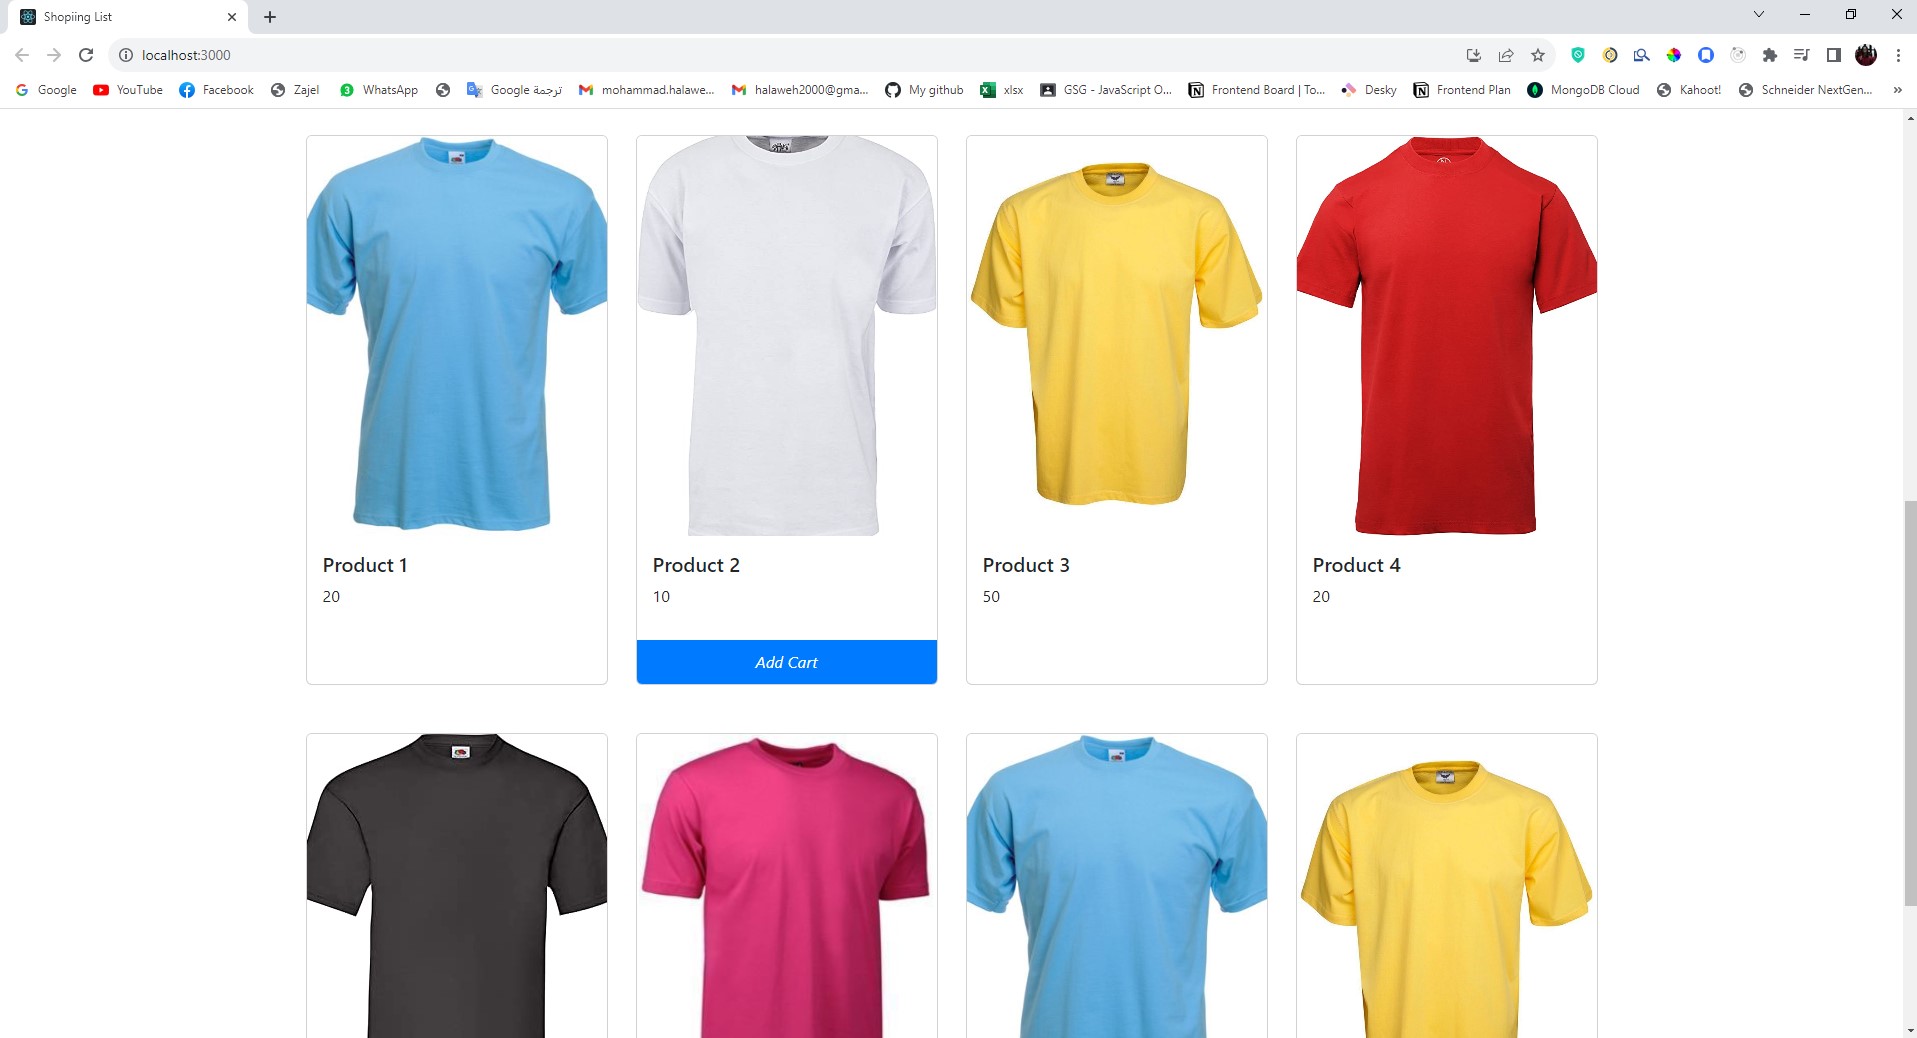 Shopiing List
localhost:3000
Google YouTube Facebook Zajel WhatsApp Google ترجمة mohammad.halawe... halaweh2000@gma... My github xlsx GSG - JavaScript O... Frontend Board | To... Desky Frontend Plan MongoDB Cloud Kahoot! Schneider NextGen... »
Product 1
20
Product 2
10
Add Cart
Product 3
50
Product 4
20